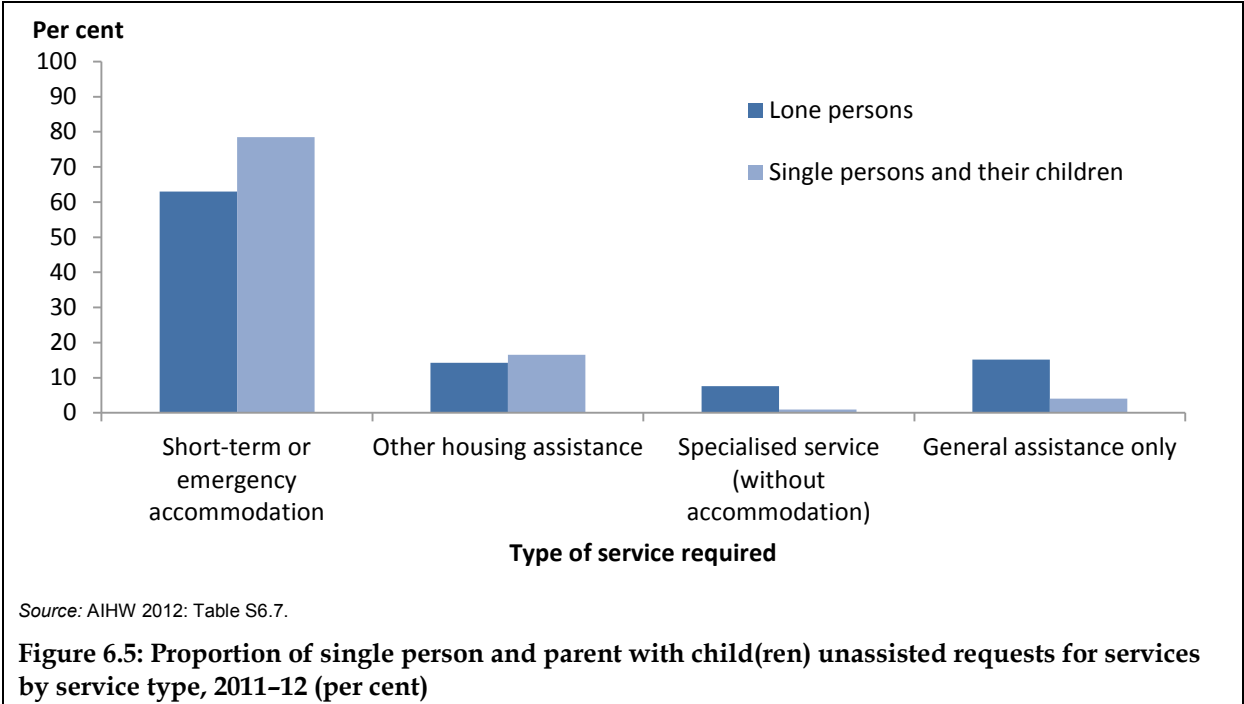 Per cent
100
90
80
70
60
50
40
30
20
10
0
Lone persons
Single persons and their children
Short-term or
emergency
accommodation
Other housing assistance
Specialised service
(without
accommodation)
General assistance only
Type of service required
Source: AIHW 2012: Table S6.7.
Figure 6.5: Proportion of single person and parent with child(ren) unassisted requests for services
by service type, 2011–12 (per cent)